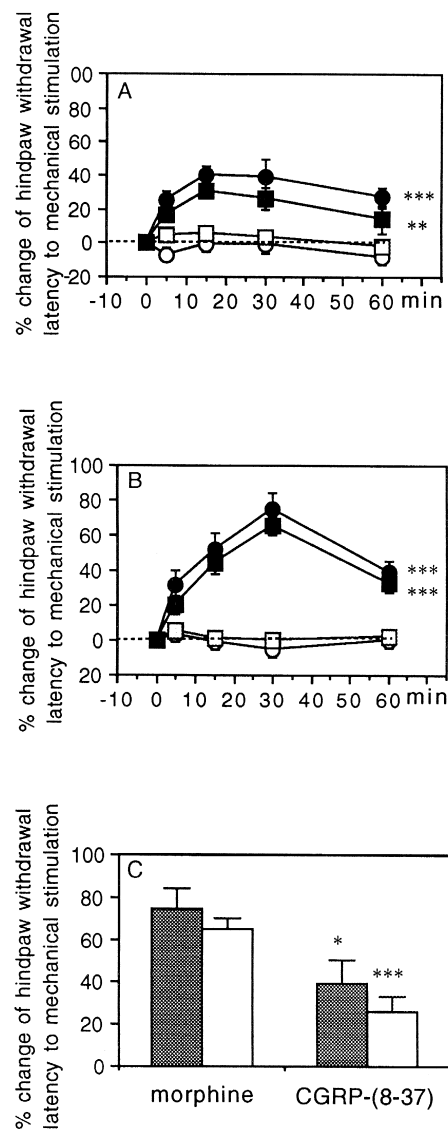 % change of hindpaw withdrawal
latency to mechanical stimulation
A
00
80
60
40
20
0
-20
***
**
-10 0 5 10 15 20 30 40 50 60 min
% change of hindpaw withdrawal
latency to mechanical stimulation
B
100
80
60
40
20
0
20
***
***
-10 0 10 20 30 40 50 60 min
% change of hindpaw withdrawal
latency to mechanical stimulation
C
100
80
60
40
20
0
*
***
morphine CGRP-(8-37)